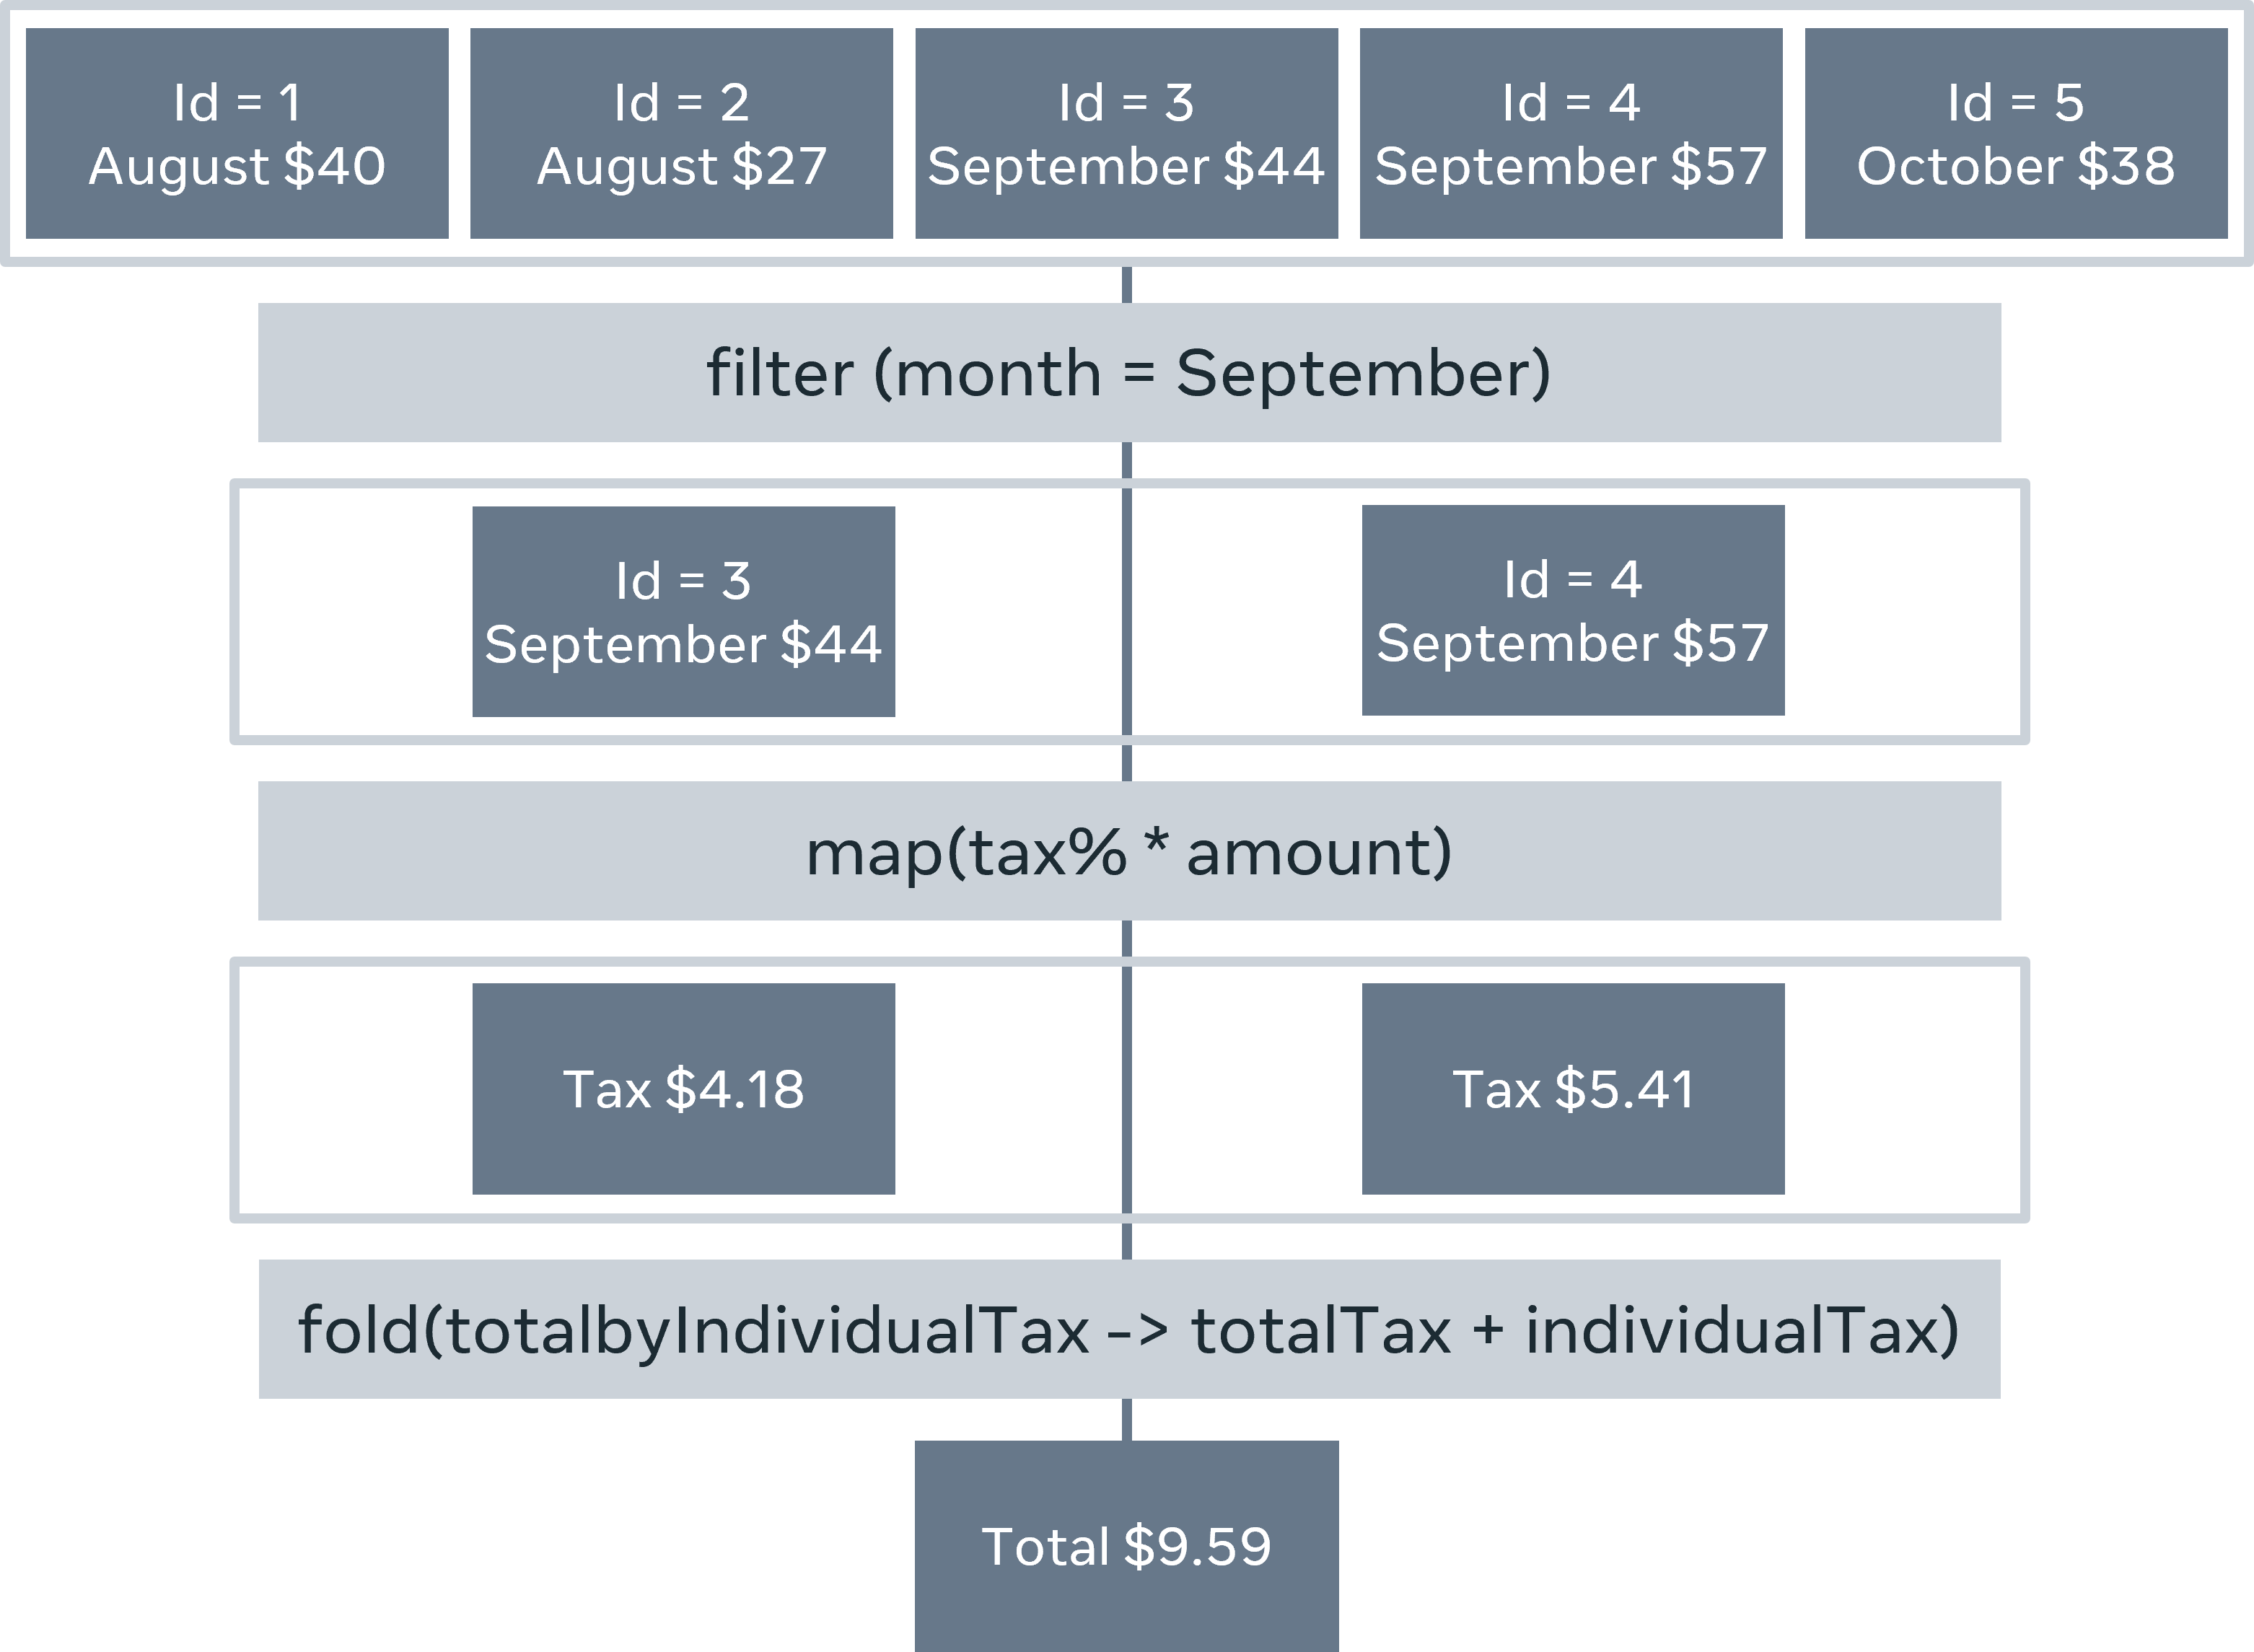 Id = 1
August $40
Id = 2
August $27
Id = 3
September $44
Id = 4
September $57
Id = 5
October $38
filter (month = September)
Id = 3
September $44
Id = 4
September $57
map(tax% * amount)
Tax $4.18
Tax $5.41
fold(totalbyIndividualTax -> totalTax + individualTax)
Total $9.59